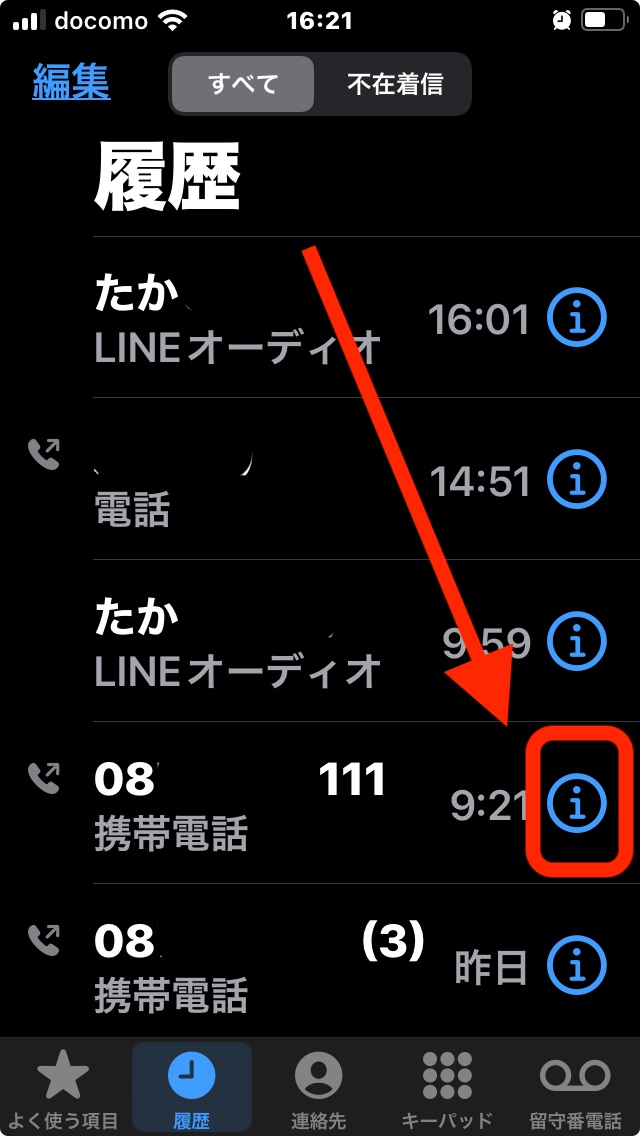 docomo 16:21
編集 すべて 不在着信
履歴
たか
LINEオーディオ 16:01
電話 14:51
たか
LINEオーディオ 9:59
08 111
携帯電話 9:21
08 (3)
携帯電話 昨日
よく使う項目 履歴 連絡先 キーパッド 留守番電話